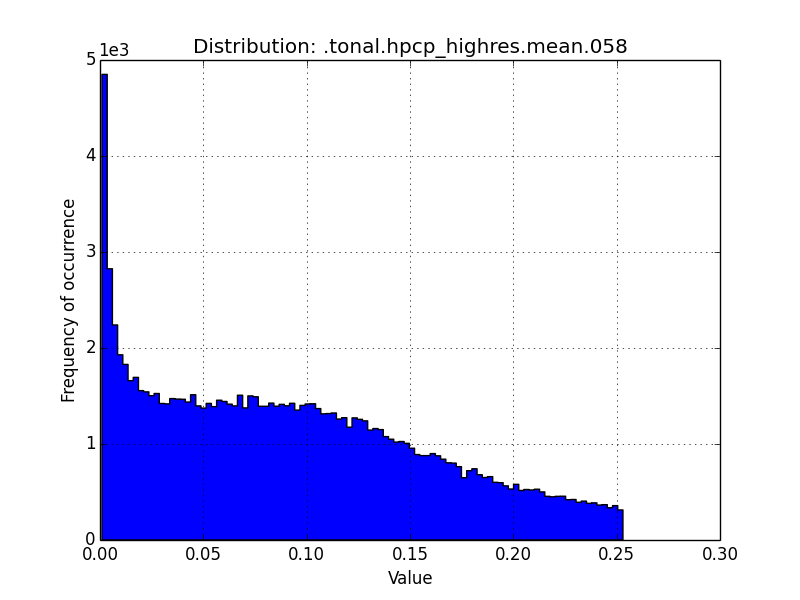 Distribution: .tonal.hpcp_highres.mean.058
1e3
5
4
3
2
1
0
Frequency of occurrence
0.00 0.05 0.10 0.15 0.20 0.25 0.30
Value